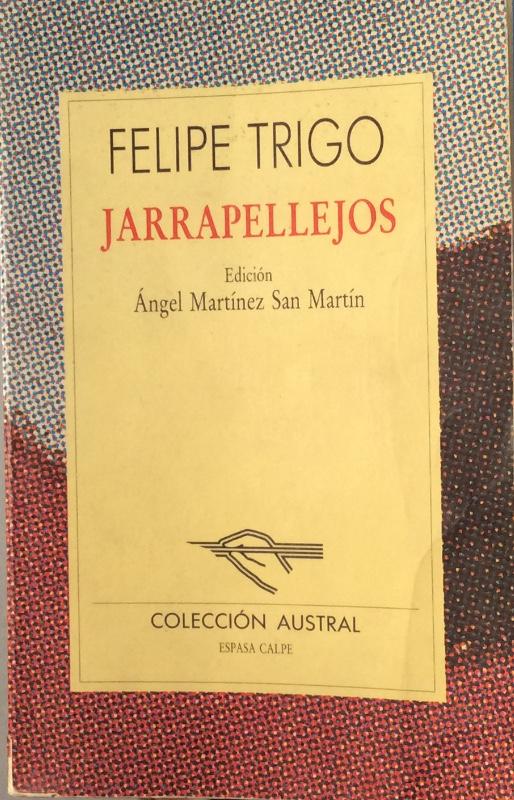 FELIPE TRIGO
JARRAPELLEJOS
Edición
Ángel Martínez San Martín
COLECCIÓN AUSTRAL
ESPASA CALPE